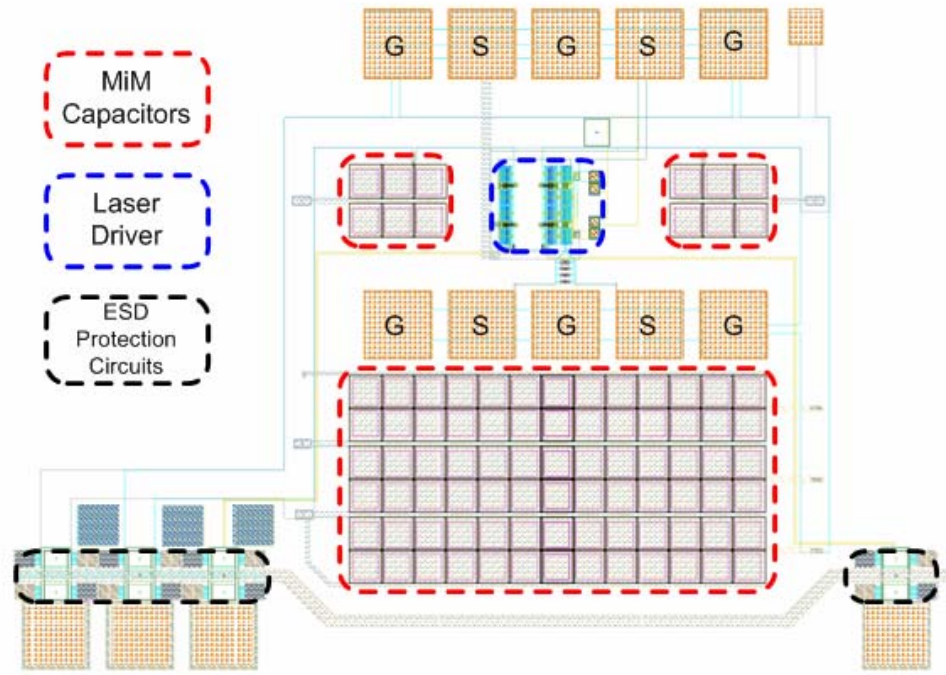 G S G S G
MiM
Capacitors
Laser
Driver
ESD
Protection
Circuits
G S G S G